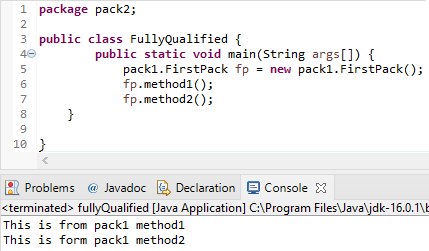 1 package pack2;
2
3 public class FullyQualified {
4 public static void main(String args[]) {
5 pack1.FirstPack fp = new pack1.FirstPack();
6 fp.method1();
7 fp.method2();
8 }
9
10 }
Problems @ Javadoc Declaration Console
<terminated> fullyQualified [Java Application] C:\Program Files\Java\jdk-16.0.1\b
This is from pack1 method1
This is form pack1 method2